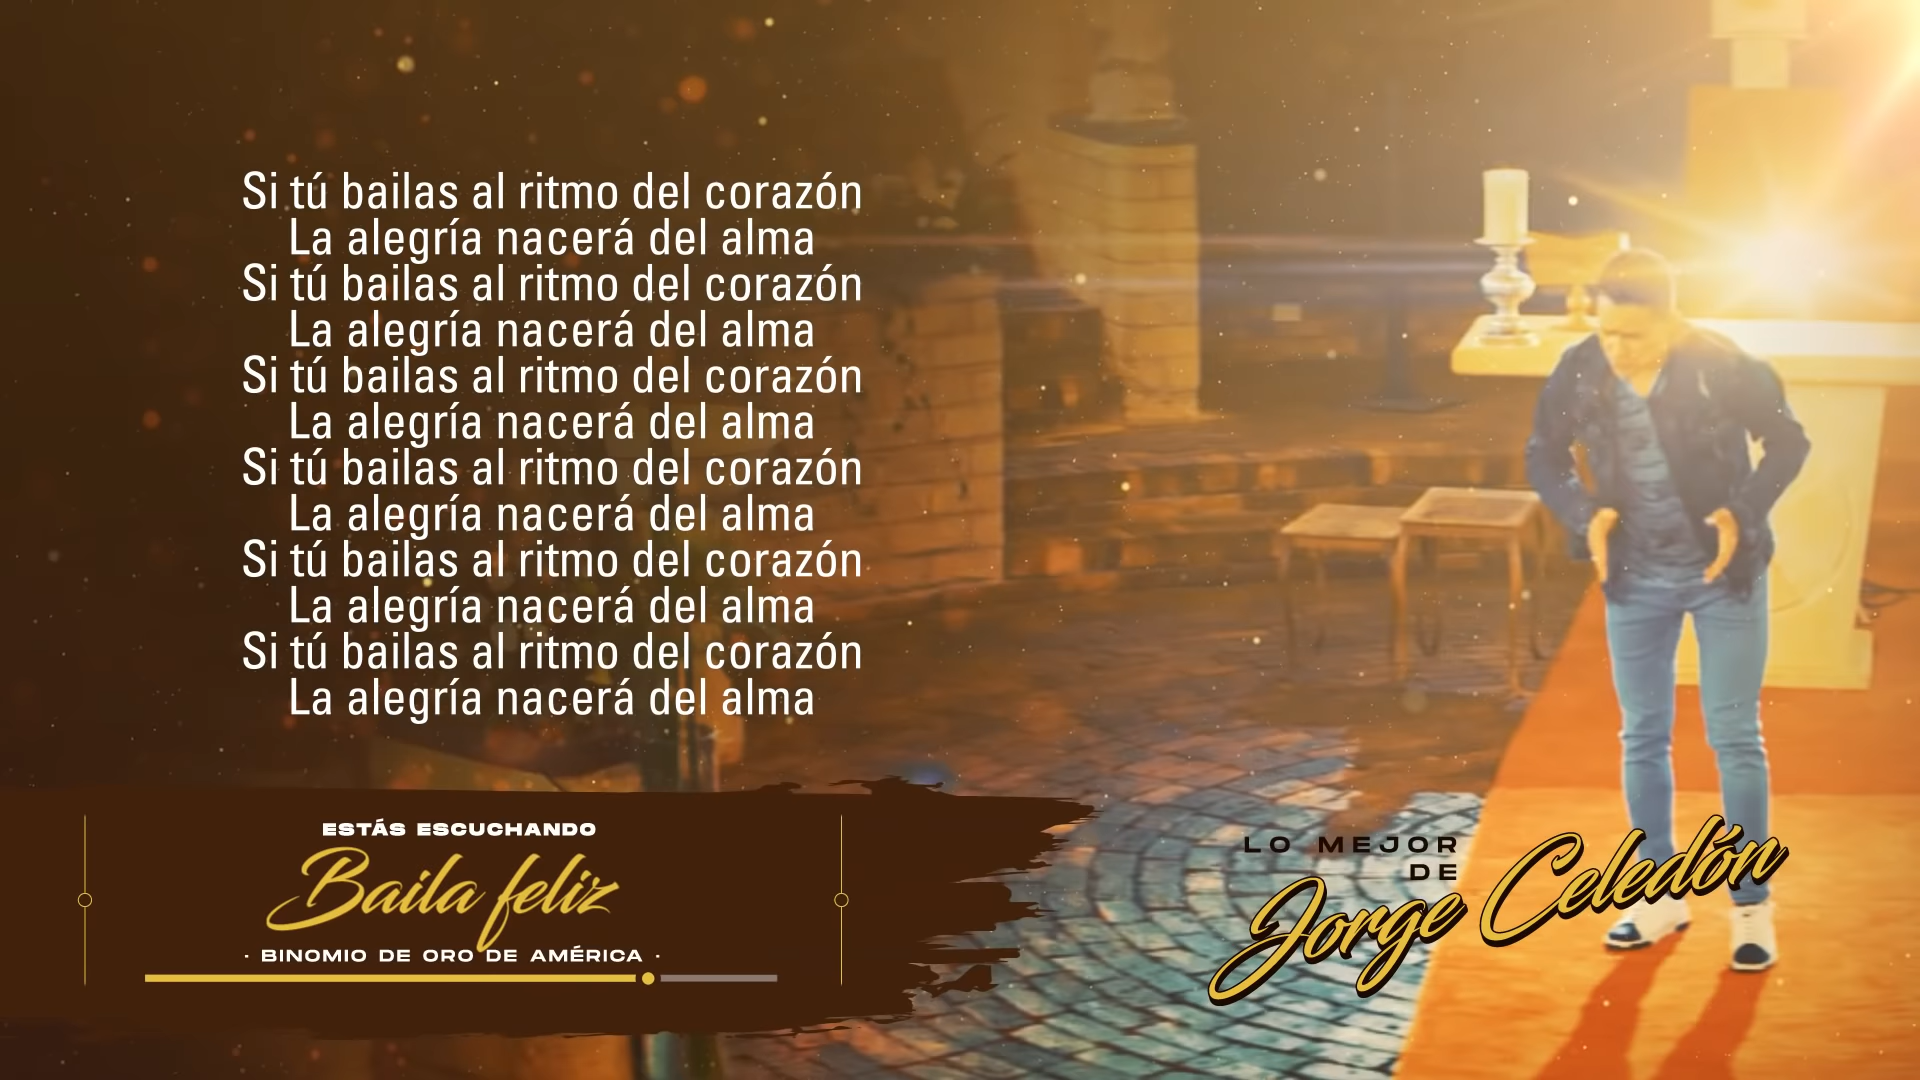 Si tú bailas al ritmo del corazón
La alegría nacerá del alma
Si tú bailas al ritmo del corazón
La alegría nacerá del alma
Si tú bailas al ritmo del corazón
La alegría nacerá del alma
Si tú bailas al ritmo del corazón
La alegría nacerá del alma
Si tú bailas al ritmo del corazón
La alegría nacerá del alma
Si tú bailas al ritmo del corazón
La alegría nacerá del alma
ESTÁS ESCUCHANDO
Baila feliz
· BINOMIO DE ORO DE AMÉRICA ·
LO MEJOR
DE
Jorge Celedón